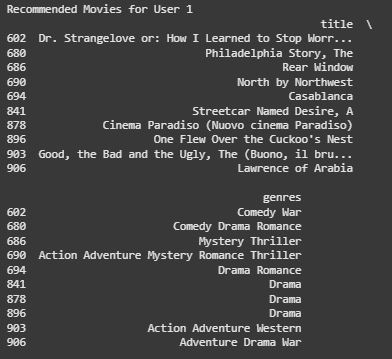 Recommended Movies for User 1
title \
602 Dr. Strangelove or: How I Learned to Stop Worr...
680 Philadelphia Story, The
686 Rear Window
690 North by Northwest
694 Casablanca
841 Streetcar Named Desire, A
878 Cinema Paradiso (Nuovo cinema Paradiso)
896 One Flew Over the Cuckoo's Nest
903 Good, the Bad and the Ugly, The (Buono, il bru...
906 Lawrence of Arabia
genres
602 Comedy War
680 Comedy Drama Romance
686 Mystery Thriller
690 Action Adventure Mystery Romance Thriller
694 Drama Romance
841 Drama
878 Drama
896 Drama
903 Action Adventure Western
906 Adventure Drama War